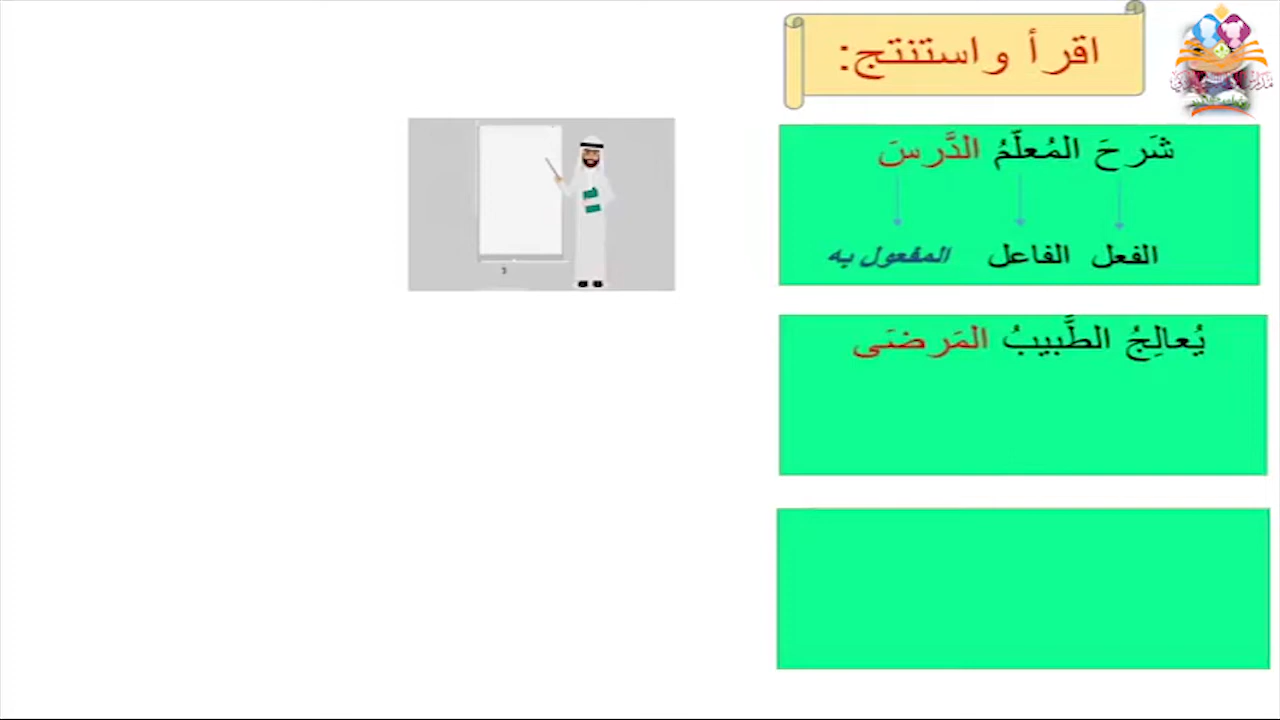 اقرأ واستنتج:
شَرحَ المُعلّمُ الدَّرسَ
الفعل الفاعل المفعول به
يُعالِجُ الطَّبيبُ المَرضَى